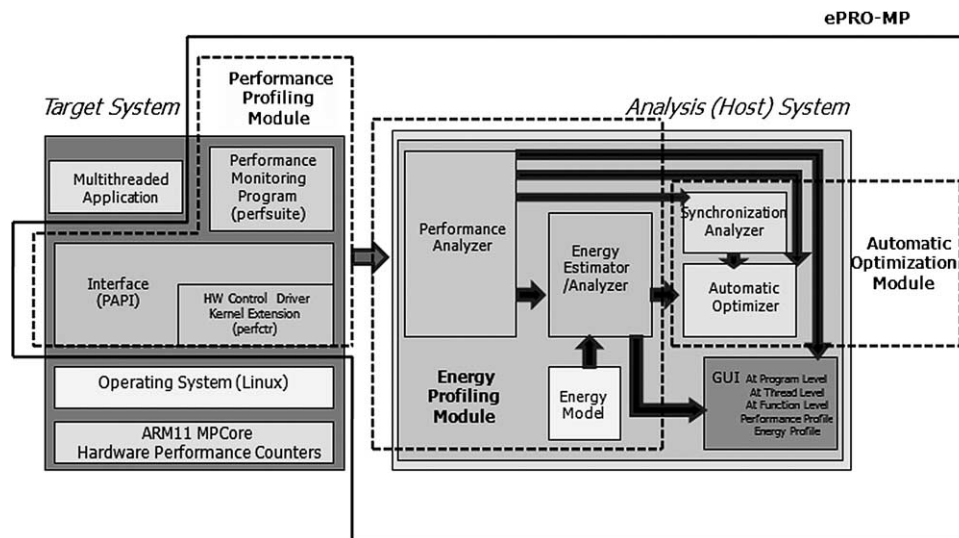 ePRO-MP
Performance
Profiling
Module
Target System
Analysis (Host) System
Multithreaded
Application
Performance
Monitoring
Program
(perfsuite)
Interface
(PAPI)
HW Control Driver
Kernel Extension
(perfctr)
Operating System (Linux)
ARM11 MPCore
Hardware Performance Counters
Performance
Analyzer
Energy
Estimator
/Analyzer
Synchronization
Analyzer
Automatic
Optimizer
Automatic
Optimization
Module
Energy
Profiling
Module
Energy
Model
GUI At Program Level
At Thread Level
At Function Level
Performance Profile
Energy Profile